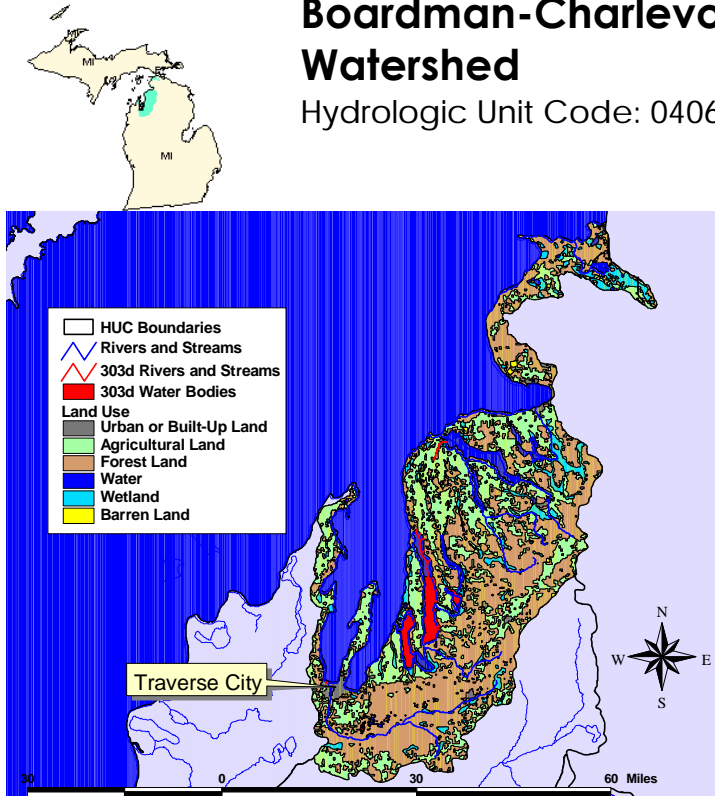 Boardman-Charlevo
Watershed
Hydrologic Unit Code: 0406
MI
MI
MI
HUC Boundaries
Rivers and Streams
303d Rivers and Streams
303d Water Bodies
Land Use
Urban or Built-Up Land
Agricultural Land
Forest Land
Water
Wetland
Barren Land
Traverse City
N
W
E
S
30
0
30
60 Miles